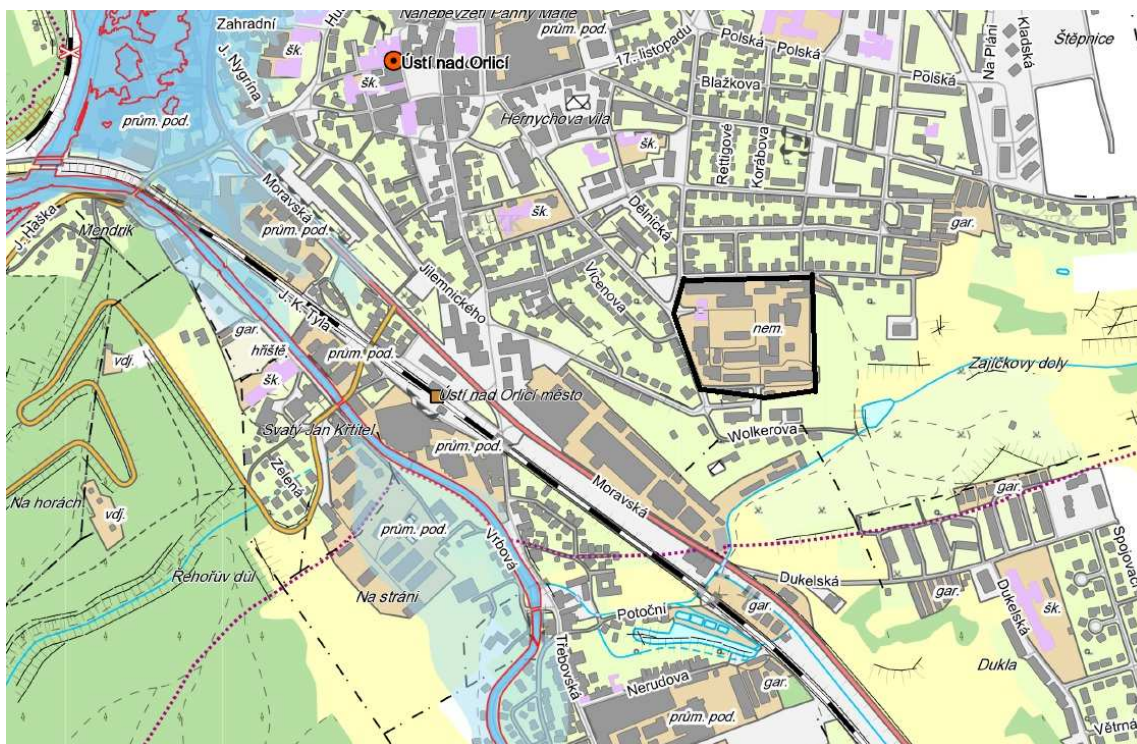 Zahradní
Nanebevzetí Panny Marie
šk.
prům. pod.
Polská
Polská
Štěpnice
Na Pláni
Kladská
J. Nygrína
Ústí nad Orlicí
17. listopadu
Polská
šk.
Blažkova
prům. pod.
Hernychova vila
šk.
Rettigové
Korábova
Moravská
Dělnická
šk.
gar.
J. Haška
Mendrik
prům. pod.
Jilemnického
Vicenova
J. K. Tyla
nem.
gar.
hřiště
prům. pod.
vdj.
šk.
Zajíčkovy doly
Ústí nad Orlicí město
Svatý Jan Křtitel
Wolkerova
prům. pod.
Zelená
gar.
Na horách
vdj.
Moravská
prům. pod.
Vrbová
Spojovací
Řehořův důl
Dukelská
Na stráni
Potoční
gar.
gar.
šk.
Dukelská
Třebovská
Dukla
Nerudova
gar.
prům. pod.
Větrná